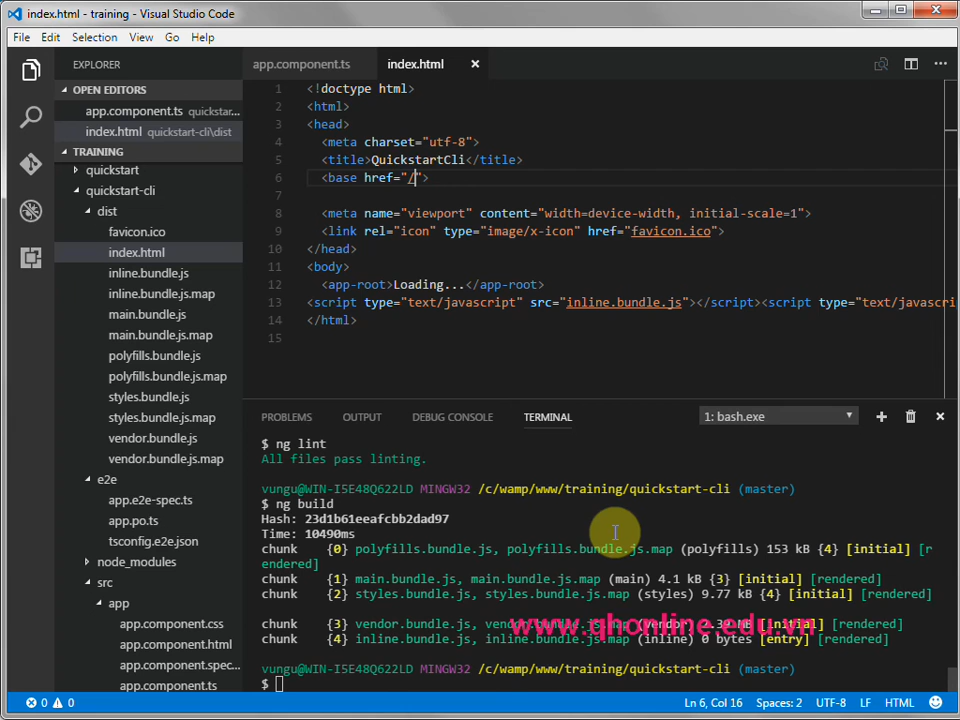 index.html - training - Visual Studio Code
File Edit Selection View Go Help
EXPLORER
OPEN EDITORS
app.component.ts quickstar...
index.html quickstart-cli\dist
TRAINING
quickstart
quickstart-cli
dist
favicon.ico
index.html
inline.bundle.js
inline.bundle.js.map
main.bundle.js
main.bundle.js.map
polyfills.bundle.js
polyfills.bundle.js.map
styles.bundle.js
styles.bundle.js.map
vendor.bundle.js
vendor.bundle.js.map
e2e
app.e2e-spec.ts
app.po.ts
tsconfig.e2e.json
node_modules
src
app
app.component.css
app.component.html
app.component.spec...
app.component.ts
app.component.ts index.html
1 <!doctype html>
2 <html>
3 <head>
4 <meta charset="utf-8">
5 <title>QuickstartCli</title>
6 <base href="/">
7
8 <meta name="viewport" content="width=device-width, initial-scale=1">
9 <link rel="icon" type="image/x-icon" href="favicon.ico">
10 </head>
11 <body>
12 <app-root>Loading...</app-root>
13 <script type="text/javascript" src="inline.bundle.js"></script><script type="text/javascri
14 </html>
15
PROBLEMS OUTPUT DEBUG CONSOLE TERMINAL 1: bash.exe
$ ng lint
All files pass linting.
vungu@WIN-I5E48Q622LD MINGW32 /c/wamp/www/training/quickstart-cli (master)
$ ng build
Hash: 23d1b61eeafcbb2dad97
Time: 10490ms
chunk {0} polyfills.bundle.js, polyfills.bundle.js.map (polyfills) 153 kB {4} [initial] [r
endered]
chunk {1} main.bundle.js, main.bundle.js.map (main) 4.1 kB {3} [initial] [rendered]
chunk {2} styles.bundle.js, styles.bundle.js.map (styles) 9.77 kB {4} [initial] [rendered]
chunk {3} vendor.bundle.js, vendor.bundle.js.map (vendor) MB [initial] [rendered]
www.qhonline.edu.vn
chunk {4} inline.bundle.js, inline.bundle.js.map (inline) 0 bytes [entry] [rendered]
vungu@WIN-I5E48Q622LD MINGW32 /c/wamp/www/training/quickstart-cli (master)
$
0 0 Ln 6, Col 16 Spaces: 2 UTF-8 LF HTML